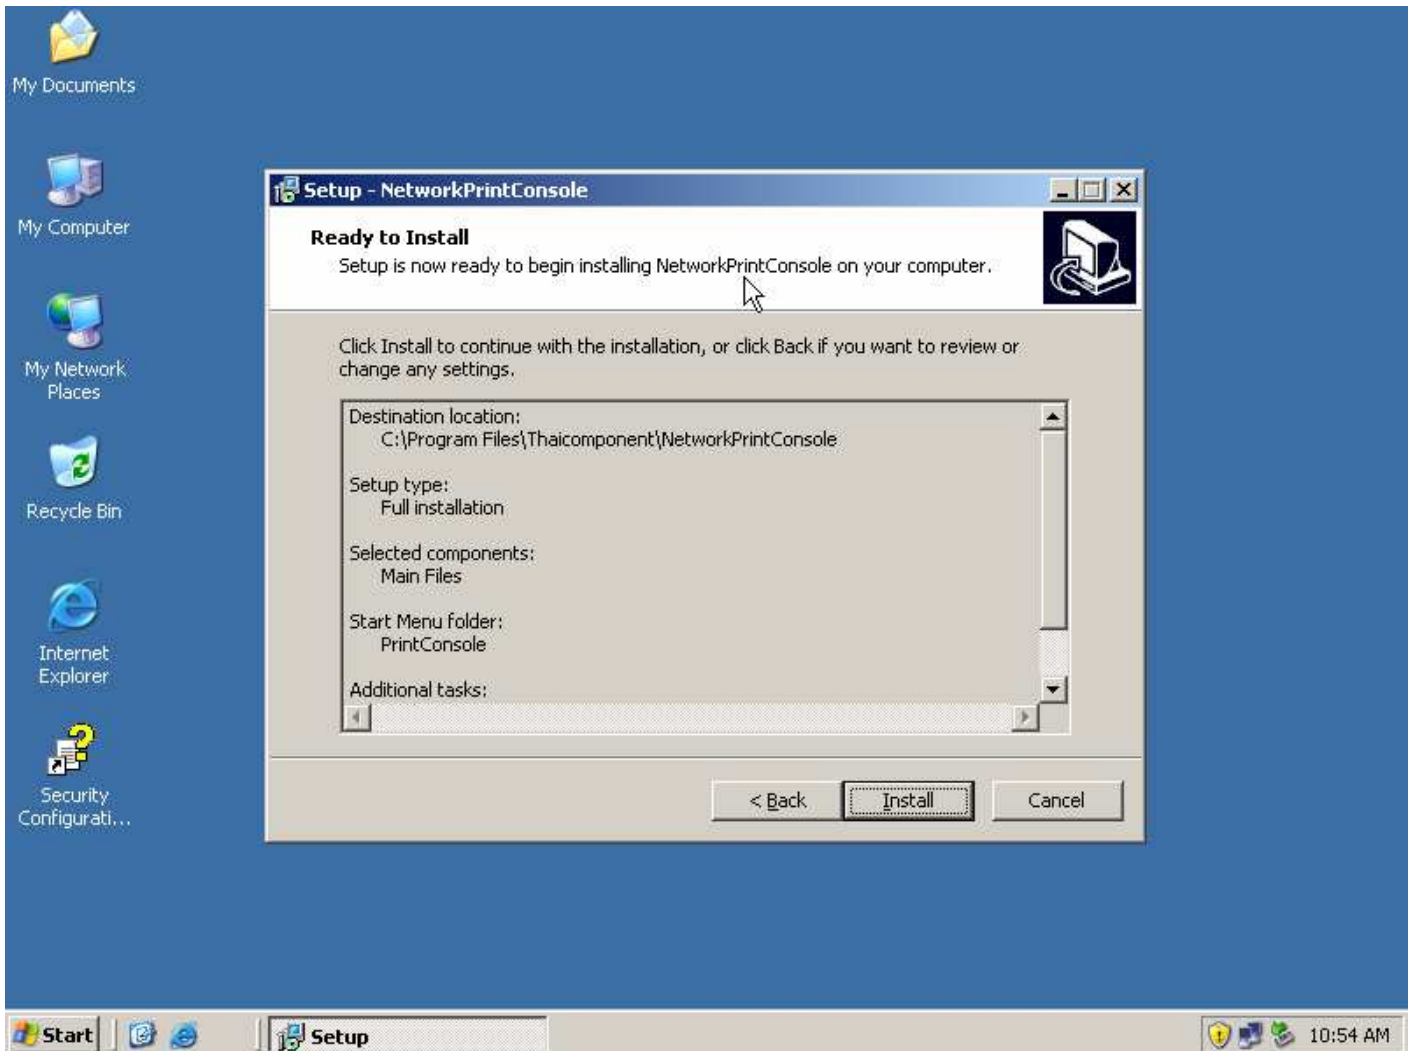 My Documents
My Computer
My Network
Places
Recycle Bin
Internet
Explorer
Security
Configurati...
Setup - NetworkPrintConsole
Ready to Install
Setup is now ready to begin installing NetworkPrintConsole on your computer.
Click Install to continue with the installation, or click Back if you want to review or
change any settings.
Destination location:
C:\Program Files\Thaicomponent\NetworkPrintConsole
Setup type:
Full installation
Selected components:
Main Files
Start Menu folder:
PrintConsole
Additional tasks:
< Back
Install
Cancel
Start
Setup
10:54 AM